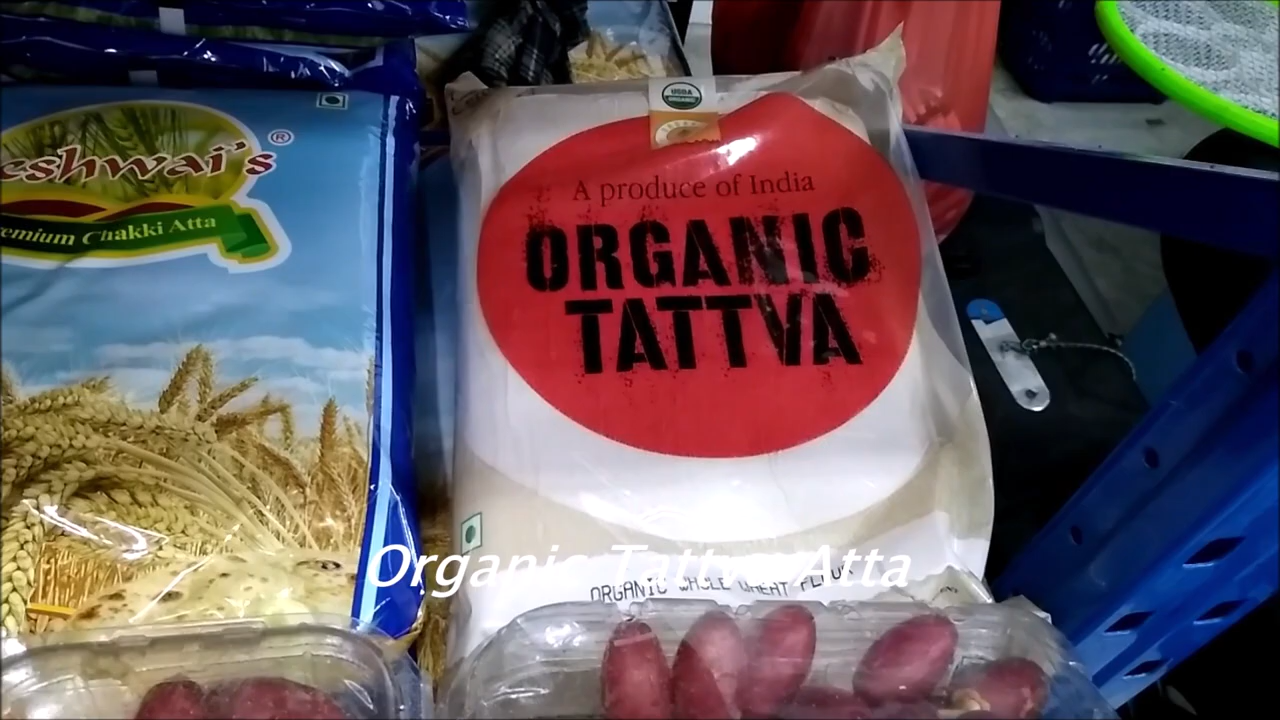 eshwai's
®
emium Chakki Atta
USDA
ORGANIC
A produce of India
ORGANIC
TATTVA
ORGANIC WHOLE WHEAT FLOUR
Organic Tattva Atta